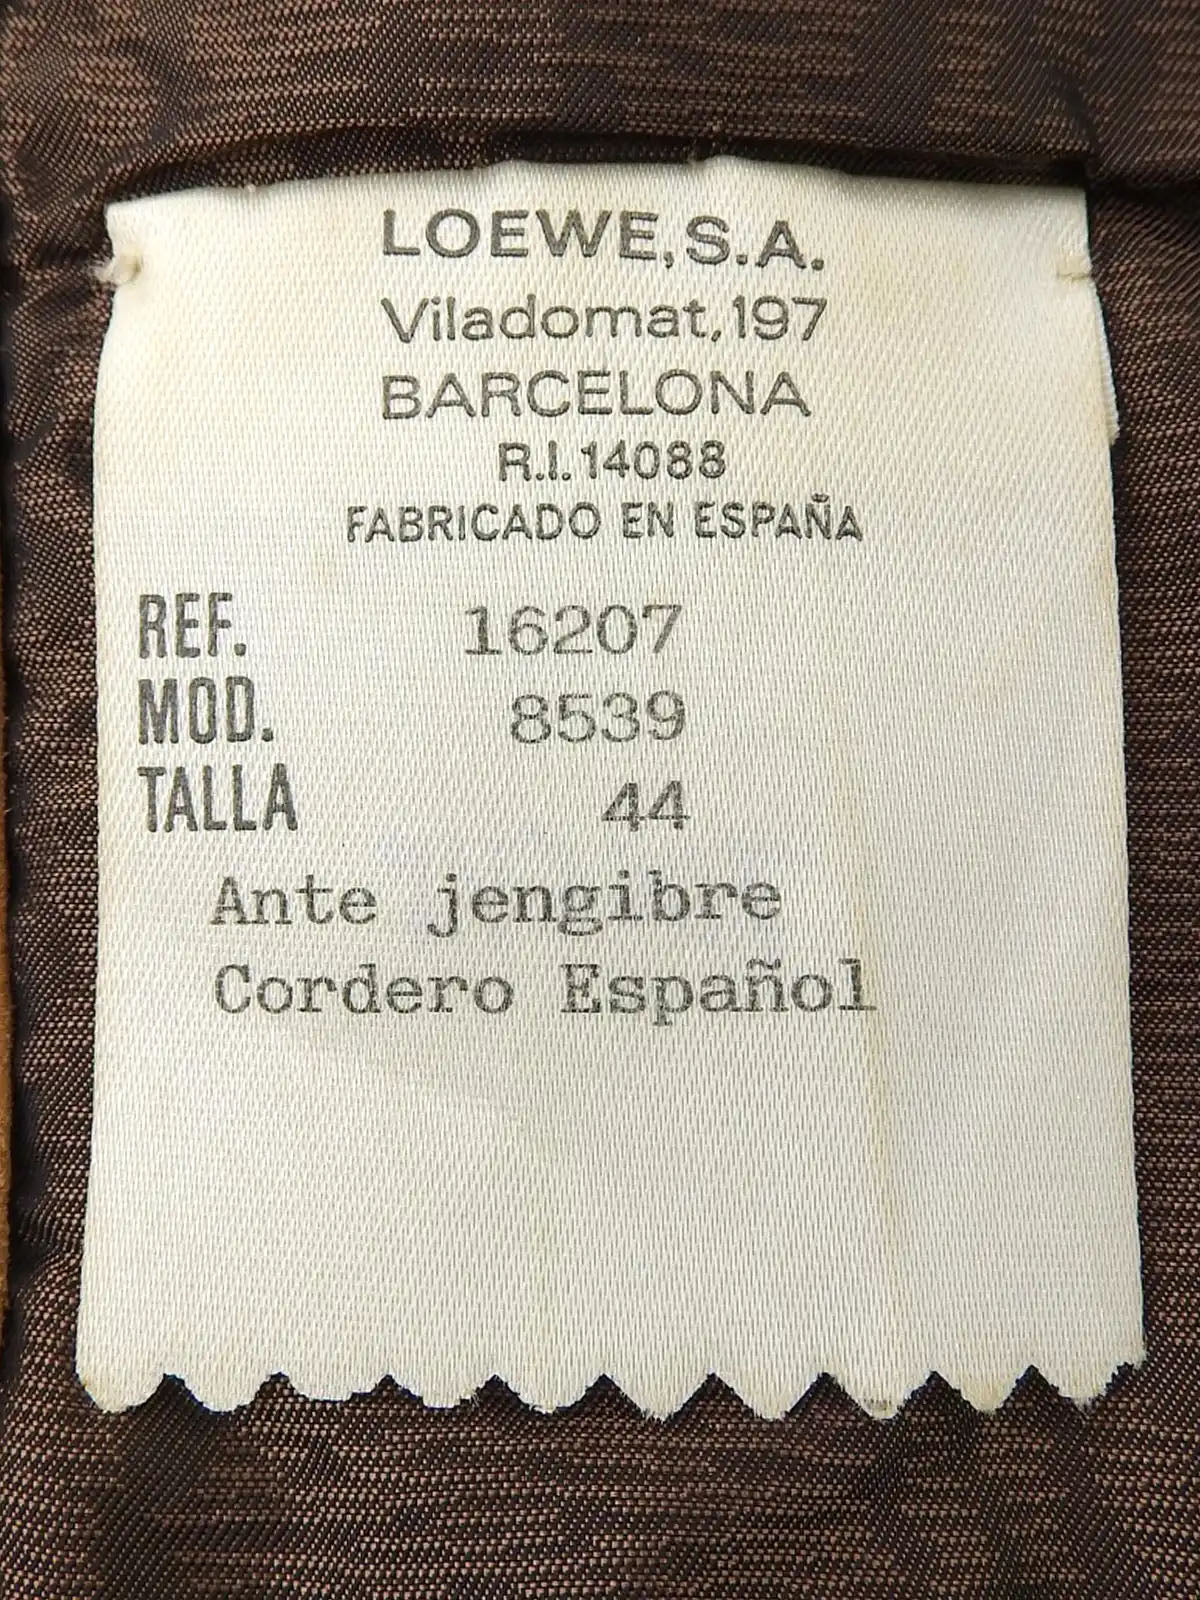 LOEWE, S.A.
Viladomat, 197
BARCELONA
R.I. 14088
FABRICADO EN ESPAÑA
REF. 16207
MOD. 8539
TALLA 44
Ante jengibre
Cordero Español